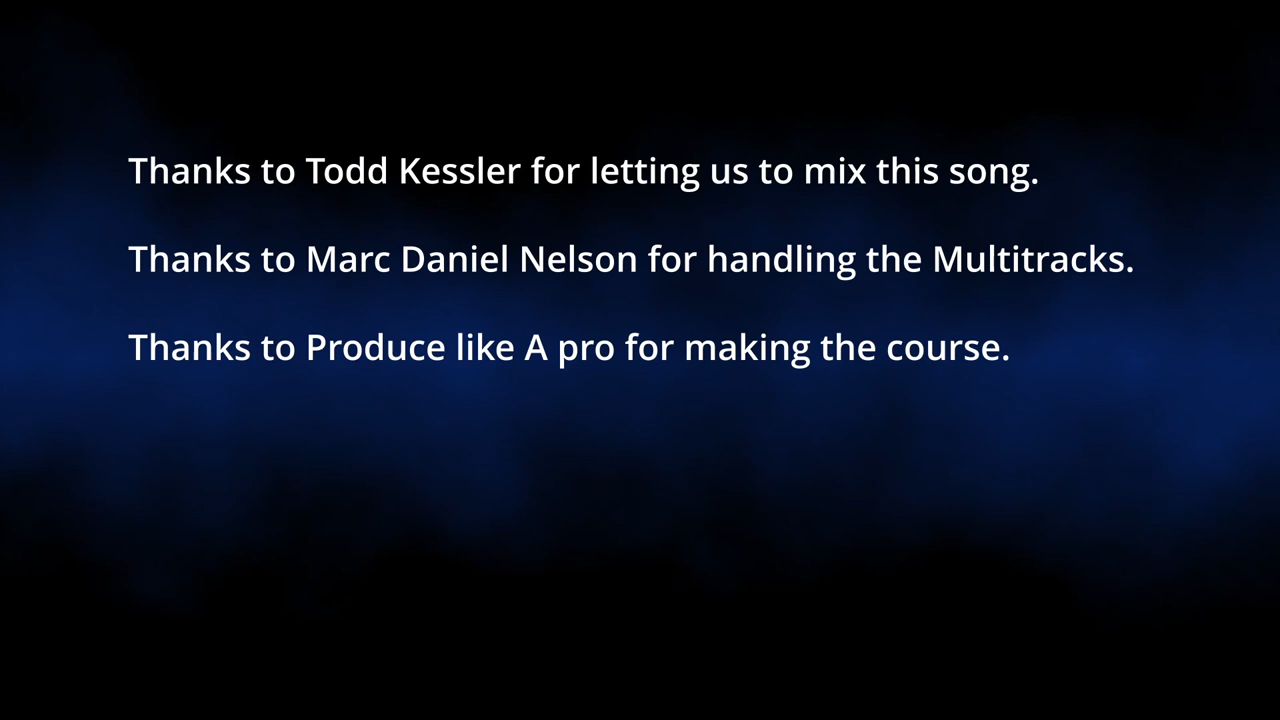 Thanks to Todd Kessler for letting us to mix this song.
Thanks to Marc Daniel Nelson for handling the Multitracks.
Thanks to Produce like A pro for making the course.